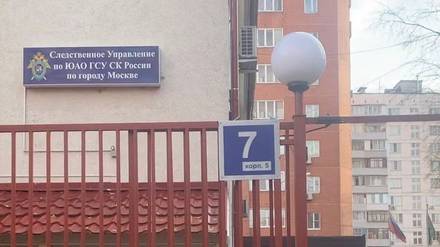 Следственное Управление
по ЮАО ГСУ СК России
по городу Москве
7
корп. 5